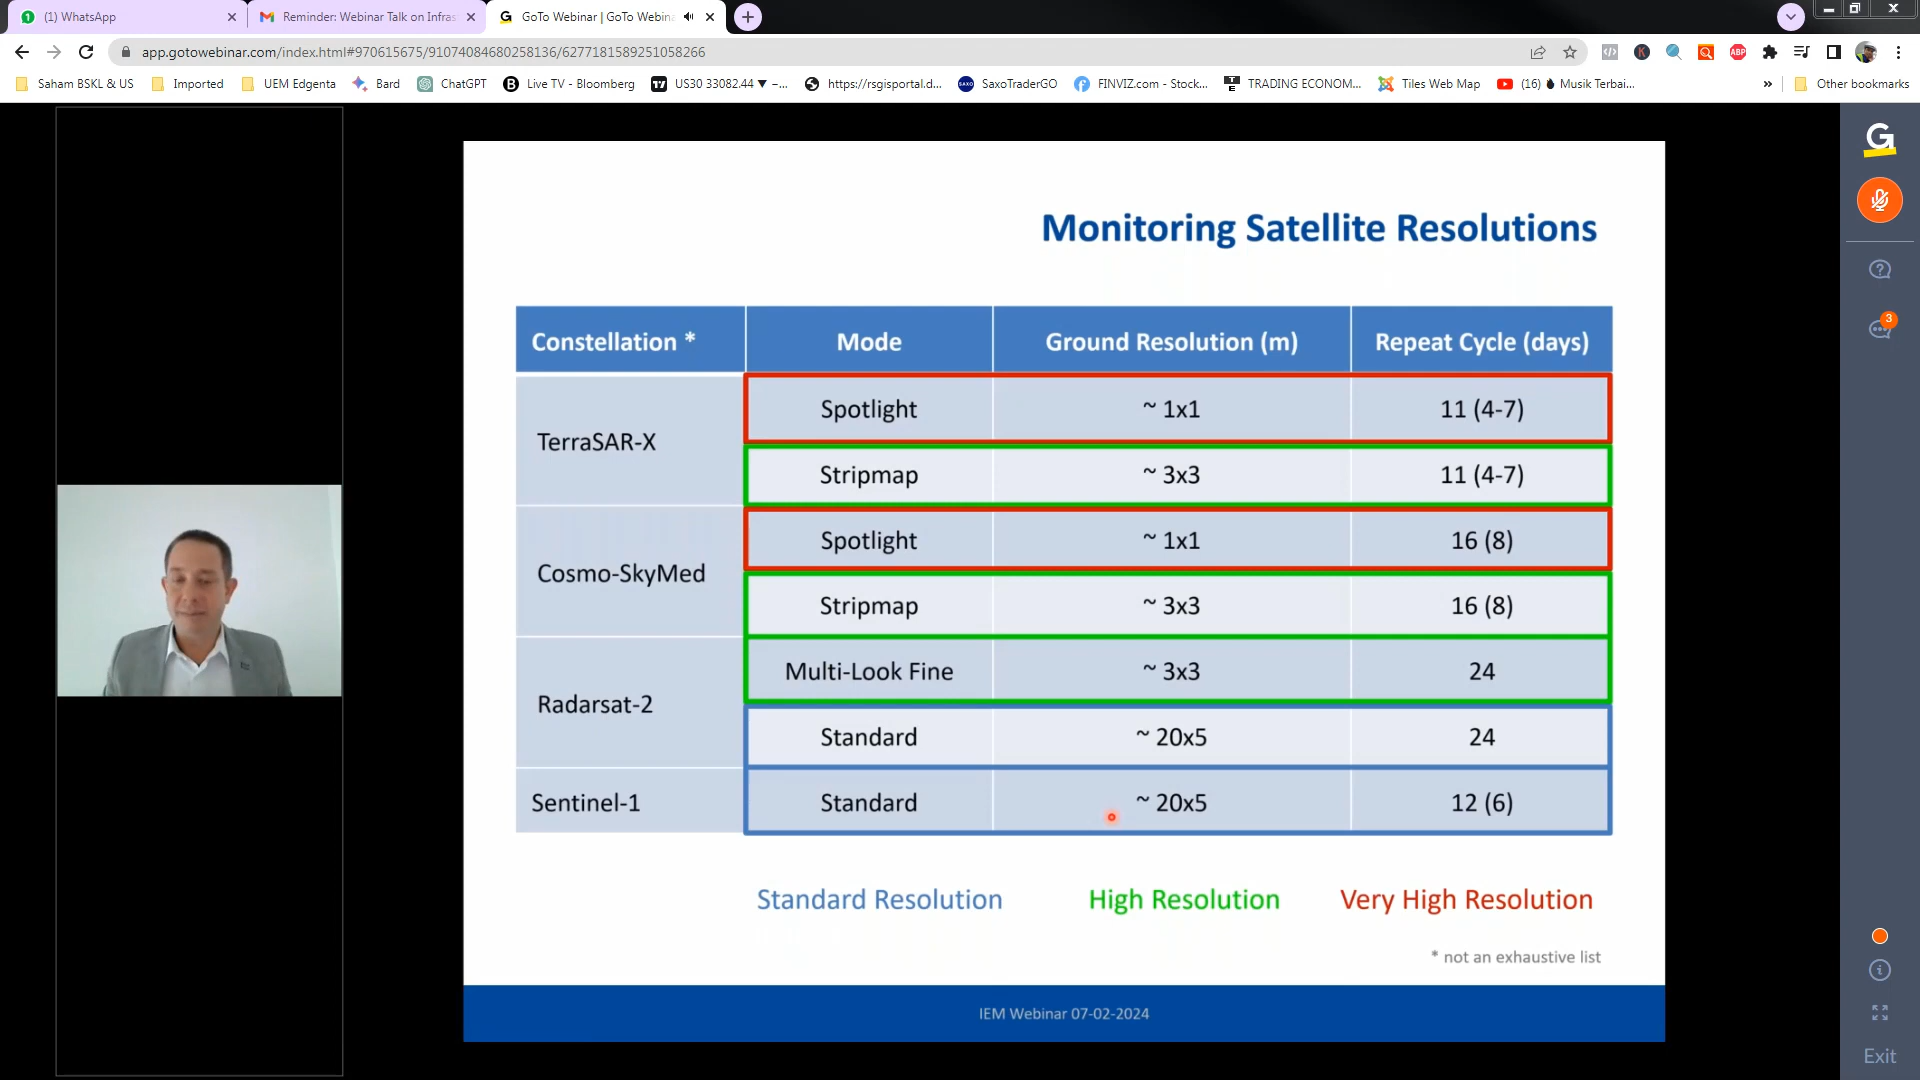 (1) WhatsApp
Reminder: Webinar Talk on Infras
GoTo Webinar | GoTo Webina
app.gotowebinar.com/index.html#970615675/91074084680258136/6277181589251058266
Saham BSKL & US
Imported
UEM Edgenta
Bard
ChatGPT
Live TV - Bloomberg
US30 33082.44 ▼ −...
https://rsgisportal.d...
SaxoTraderGO
FINVIZ.com - Stock...
TRADING ECONOM...
Tiles Web Map
(16) Musik Terbai...
»
Other bookmarks
Monitoring Satellite Resolutions
Constellation * Mode Ground Resolution (m) Repeat Cycle (days)
TerraSAR-X
Spotlight ~ 1x1 11 (4-7)
Stripmap ~ 3x3 11 (4-7)
Cosmo-SkyMed
Spotlight ~ 1x1 16 (8)
Stripmap ~ 3x3 16 (8)
Radarsat-2
Multi-Look Fine ~ 3x3 24
Standard ~ 20x5 24
Sentinel-1 Standard ~ 20x5 12 (6)
Standard Resolution High Resolution Very High Resolution
* not an exhaustive list
IEM Webinar 07-02-2024
G
3
Exit